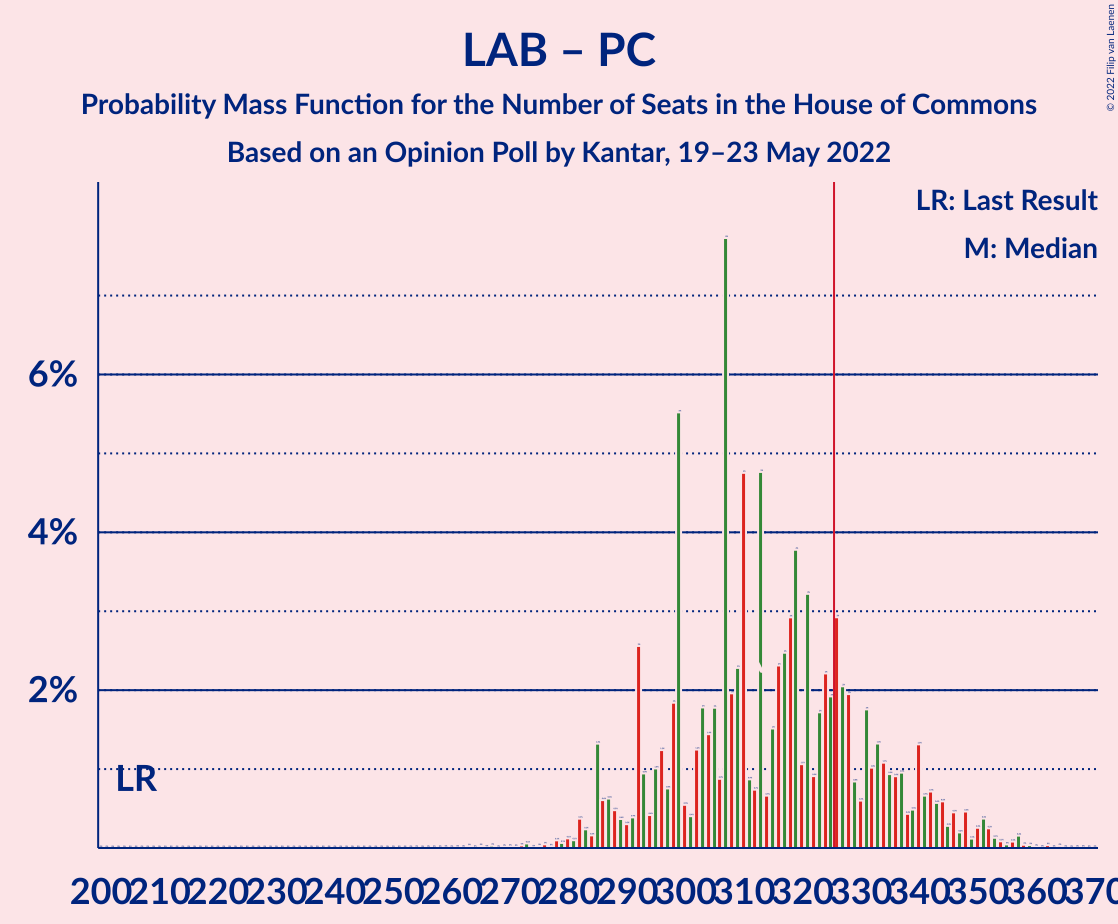 LAB – PC
Probability Mass Function for the Number of Seats in the House of Commons
Based on an Opinion Poll by Kantar, 19–23 May 2022
© 2022 Filip van Laenen
LR: Last Result
M: Median
6%
4%
2%
LR
200 210 220 230 240 250 260 270 280 290 300 310 320 330 340 350 360 370